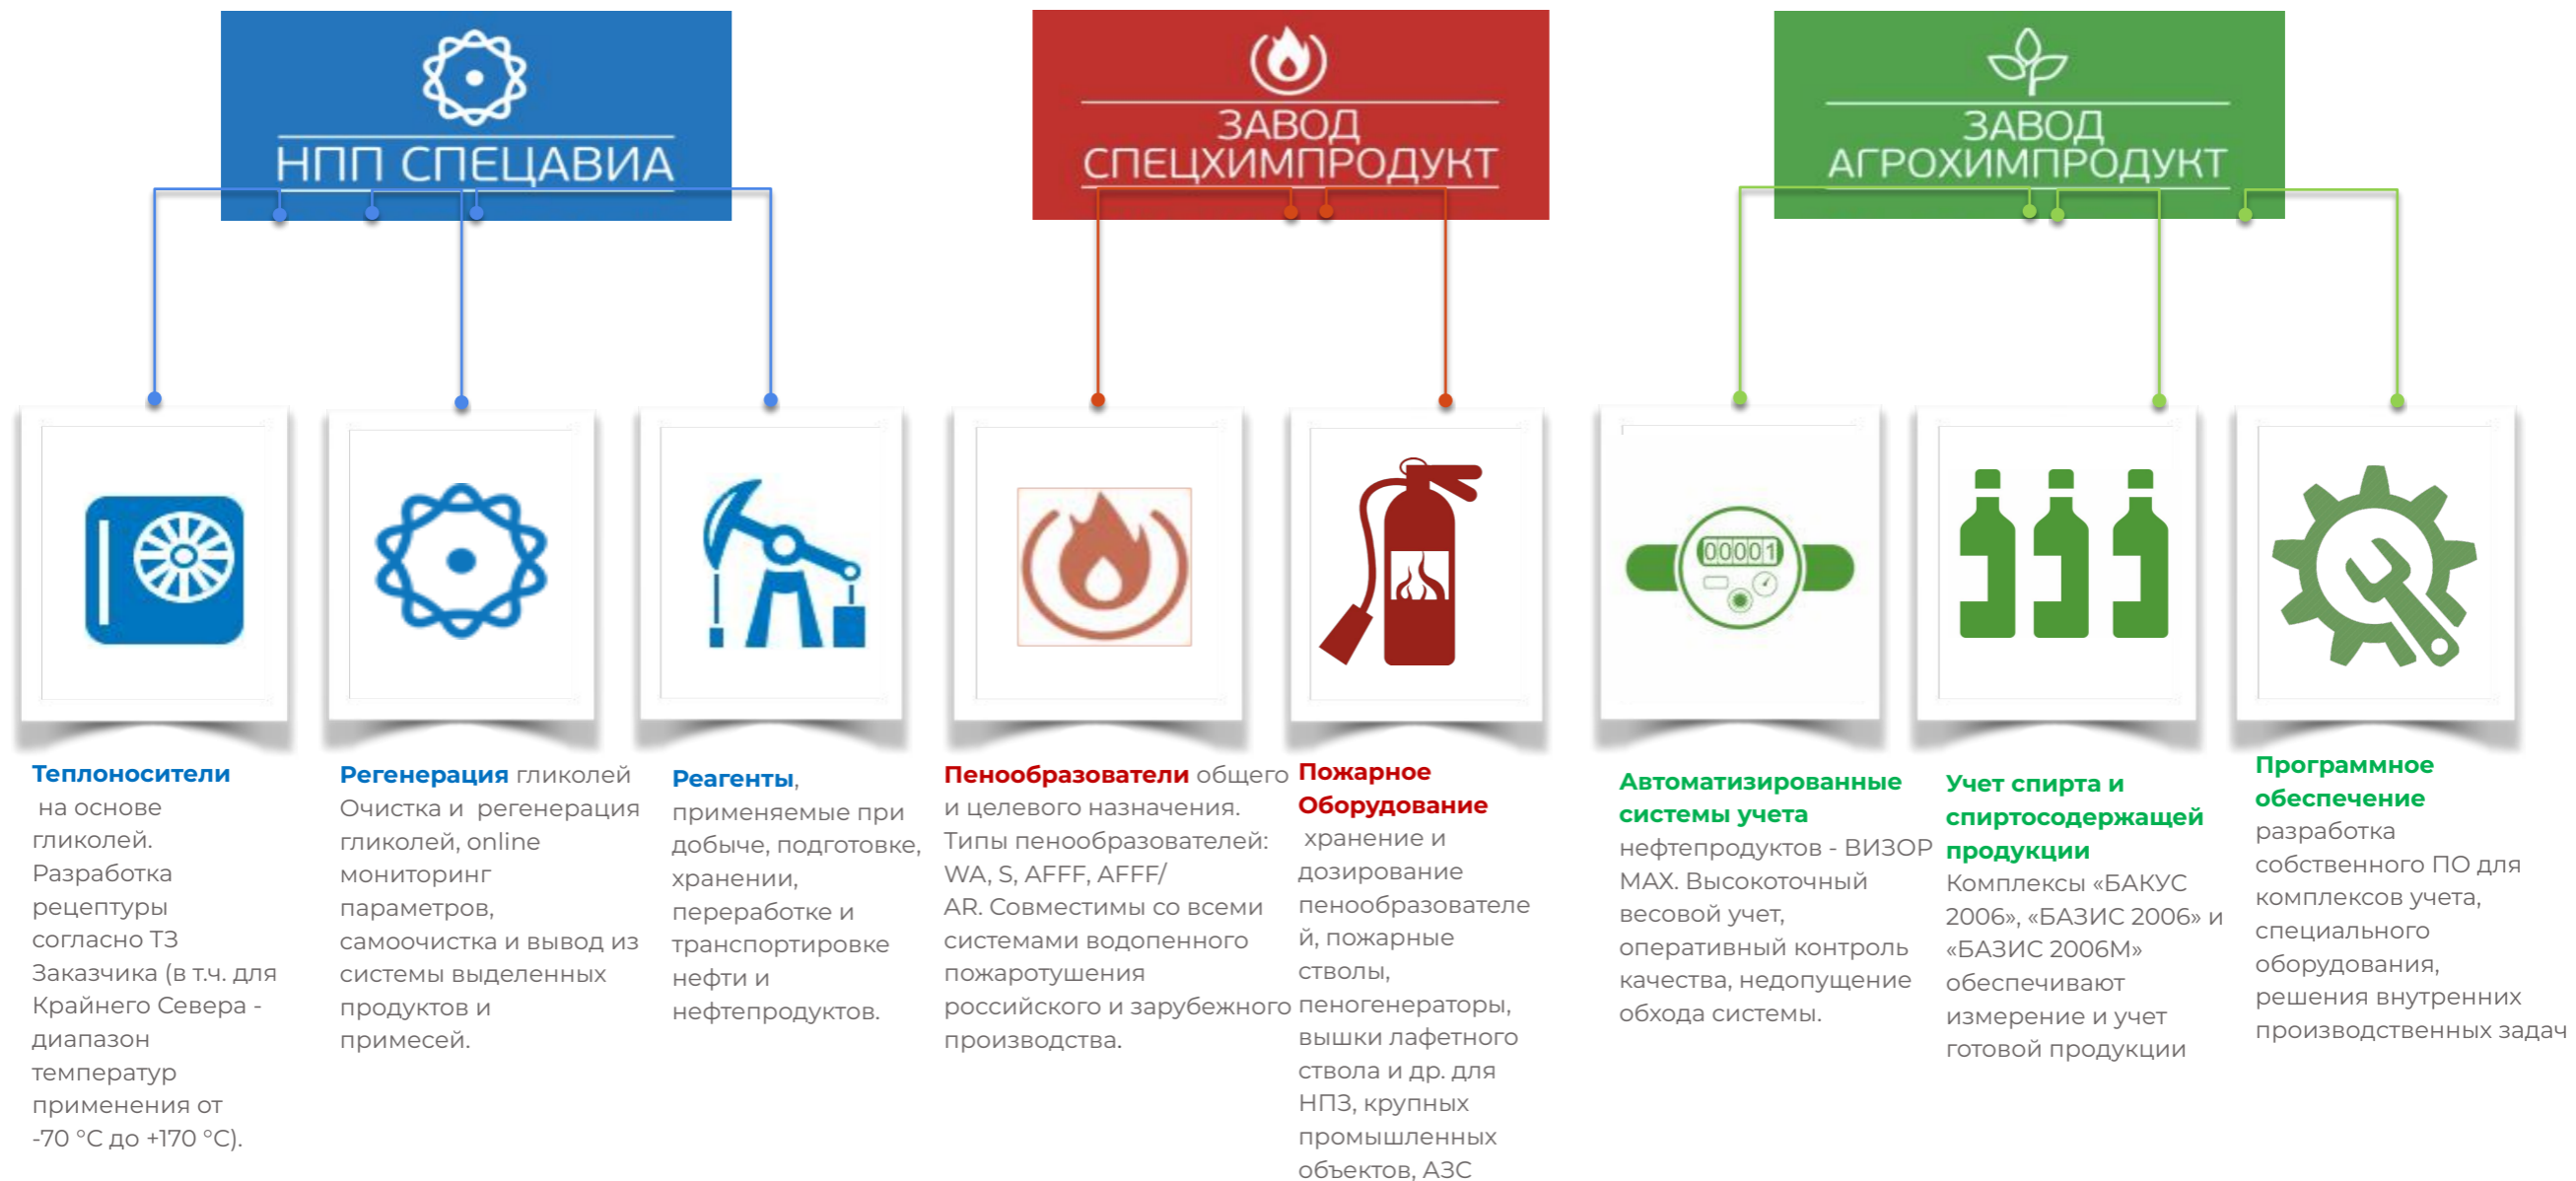 НПП СПЕЦАВИА
ЗАВОД
СПЕЦХИМПРОДУКТ
ЗАВОД
АГРОХИМПРОДУКТ
Теплоносители
на основе
гликолей.
Разработка
рецептуры
согласно ТЗ
Заказчика (в т.ч. для
Крайнего Севера -
диапазон
температур
применения от
-70 °С до +170 °С).
Регенерация гликолей
Очистка и регенерация
гликолей, online
мониторинг
параметров,
самоочистка и вывод из
системы выделенных
продуктов и
примесей.
Реагенты,
применяемые при
добыче, подготовке,
хранении,
переработке и
транспортировке
нефти и
нефтепродуктов.
Пенообразователи общего
и целевого назначения.
Типы пенообразователей:
WA, S, AFFF, AFFF/
AR. Совместимы со всеми
системами водопенного
пожаротушения
российского и зарубежного
производства.
Пожарное
Оборудование
хранение и
дозирование
пенообразователе
й, пожарные
стволы,
пеногенераторы,
вышки лафетного
ствола и др. для
НПЗ, крупных
промышленных
объектов, АЗС
00001
Автоматизированные
системы учета
нефтепродуктов - ВИЗОР
МАХ. Высокоточный
весовой учет,
оперативный контроль
качества, недопущение
обхода системы.
Учет спирта и
спиртосодержащей
продукции
Комплексы «БАКУС
2006», «БАЗИС 2006» и
«БАЗИС 2006М»
обеспечивают
измерение и учет
готовой продукции
Программное
обеспечение
разработка
собственного ПО для
комплексов учета,
специального
оборудования,
решения внутренних
производственных задач